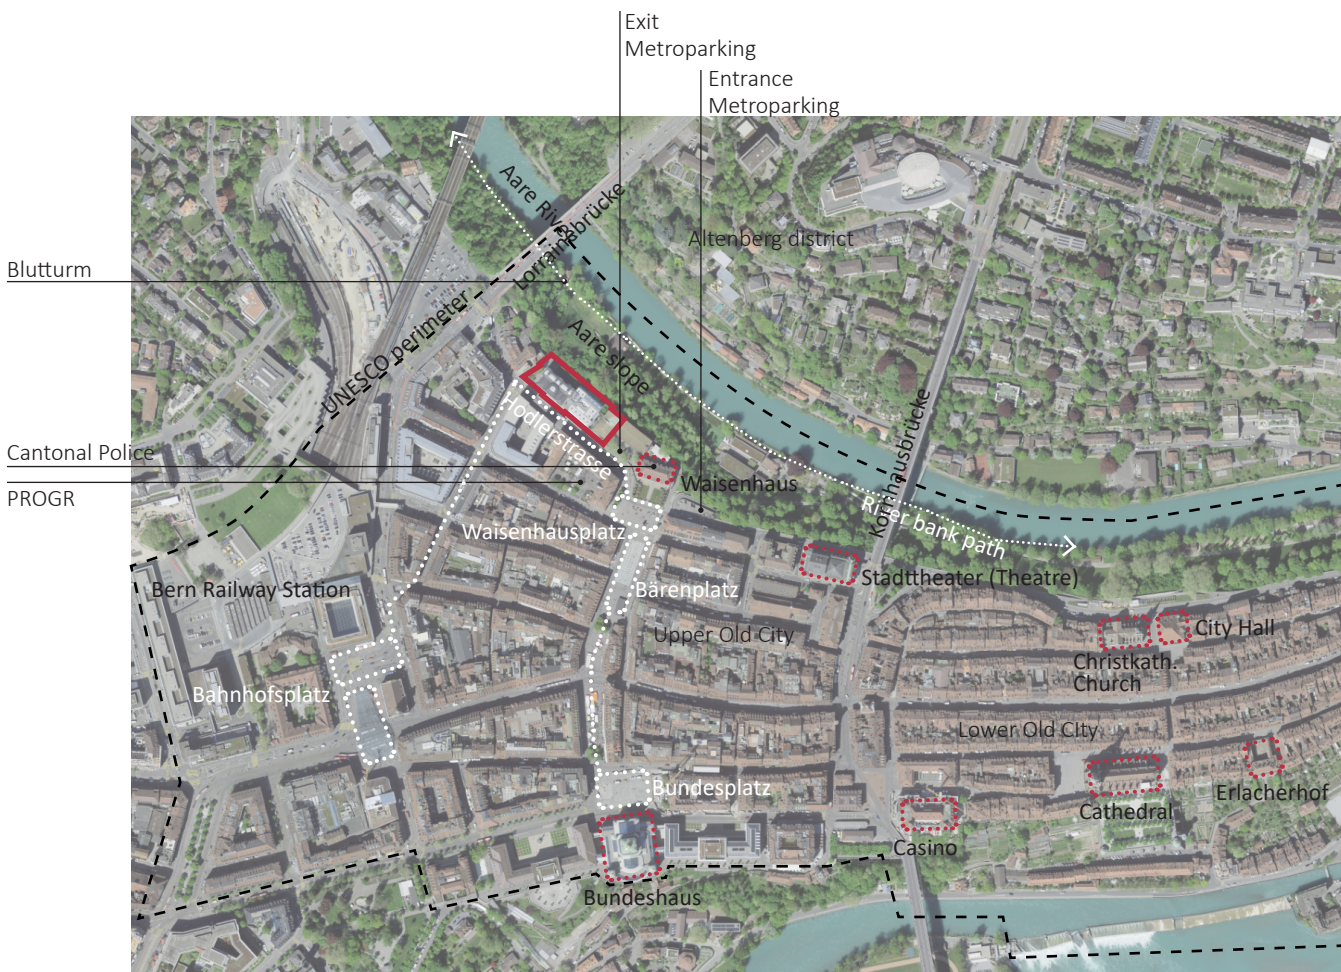 Exit
Metroparking
Entrance
Metroparking
Aare River
Lorrainebrücke
Altenberg district
Blutturm
UNESCO perimeter
Aare slope
Hodlerstrasse
Kornhausbrücke
Cantonal Police
Waisenhaus
PROGR
River bank path
Waisenhausplatz
Stadttheater (Theatre)
Bern Railway Station
Bärenplatz
Upper Old City
City Hall
Christkath.
Church
Bahnhofsplatz
Lower Old CIty
Bundesplatz
Erlacherhof
Cathedral
Casino
Bundeshaus